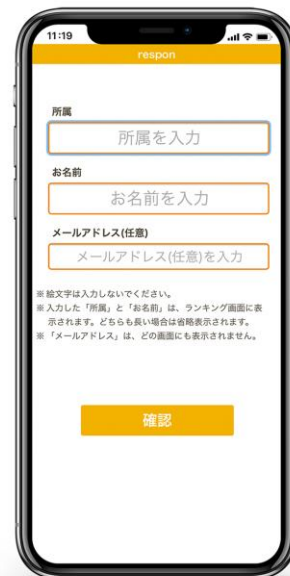 11:19
respon
所属
所属を入力
お名前
お名前を入力
メールアドレス(任意)
メールアドレス(任意)を入力
※ 絵文字は入力しないでください。
※ 入力した「所属」と「お名前」は、ランキング画面に表
示されます。どちらも長い場合は省略表示されます。
※ 「メールアドレス」は、どの画面にも表示されません。
確認